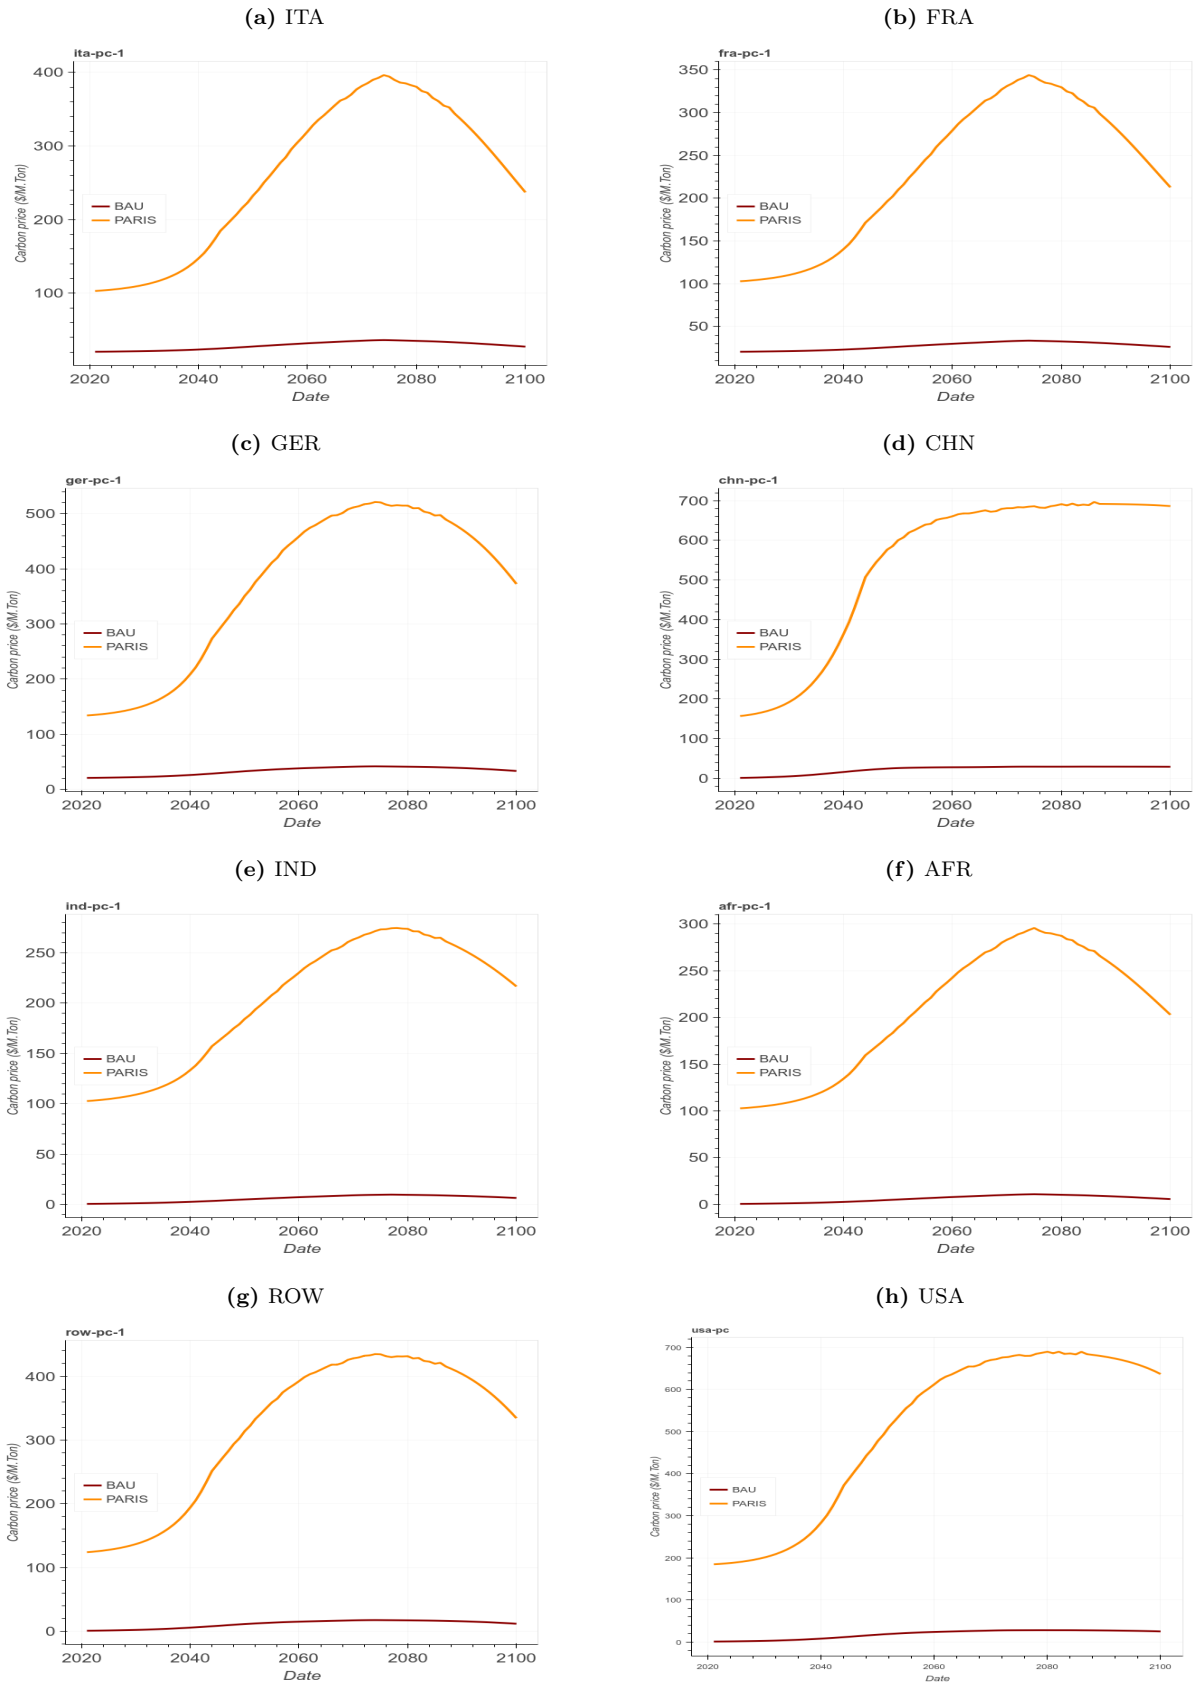 (a) ITA
ita-pc-1
400
300
200
100
Carbon price ($/M.Ton)
BAU
PARIS
2020 2040 2060 2080 2100
Date
(b) FRA
fra-pc-1
350
300
250
200
150
100
50
Carbon price ($/M.Ton)
BAU
PARIS
2020 2040 2060 2080 2100
Date
(c) GER
ger-pc-1
500
400
300
200
100
0
Carbon price ($/M.Ton)
BAU
PARIS
2020 2040 2060 2080 2100
Date
(d) CHN
chn-pc-1
700
600
500
400
300
200
100
0
Carbon price ($/M.Ton)
BAU
PARIS
2020 2040 2060 2080 2100
Date
(e) IND
ind-pc-1
250
200
150
100
50
0
Carbon price ($/M.Ton)
BAU
PARIS
2020 2040 2060 2080 2100
Date
(f) AFR
afr-pc-1
300
250
200
150
100
50
0
Carbon price ($/M.Ton)
BAU
PARIS
2020 2040 2060 2080 2100
Date
(g) ROW
row-pc-1
400
300
200
100
0
Carbon price ($/M.Ton)
BAU
PARIS
2020 2040 2060 2080 2100
Date
(h) USA
usa-pc
700
600
500
400
300
200
100
0
Carbon price ($/M.Ton)
BAU
PARIS
2020 2040 2060 2080 2100
Date